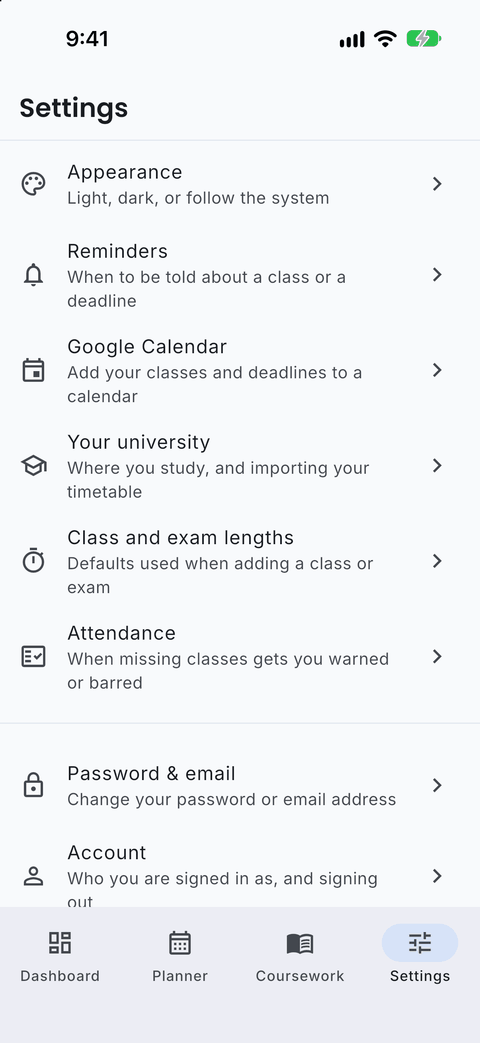 9:41
Settings
Appearance
Light, dark, or follow the system
Reminders
When to be told about a class or a
deadline
Google Calendar
Add your classes and deadlines to a
calendar
Your university
Where you study, and importing your
timetable
Class and exam lengths
Defaults used when adding a class or
exam
Attendance
When missing classes gets you warned
or barred
Password & email
Change your password or email address
Account
Who you are signed in as, and signing
out
Dashboard
Planner
Coursework
Settings